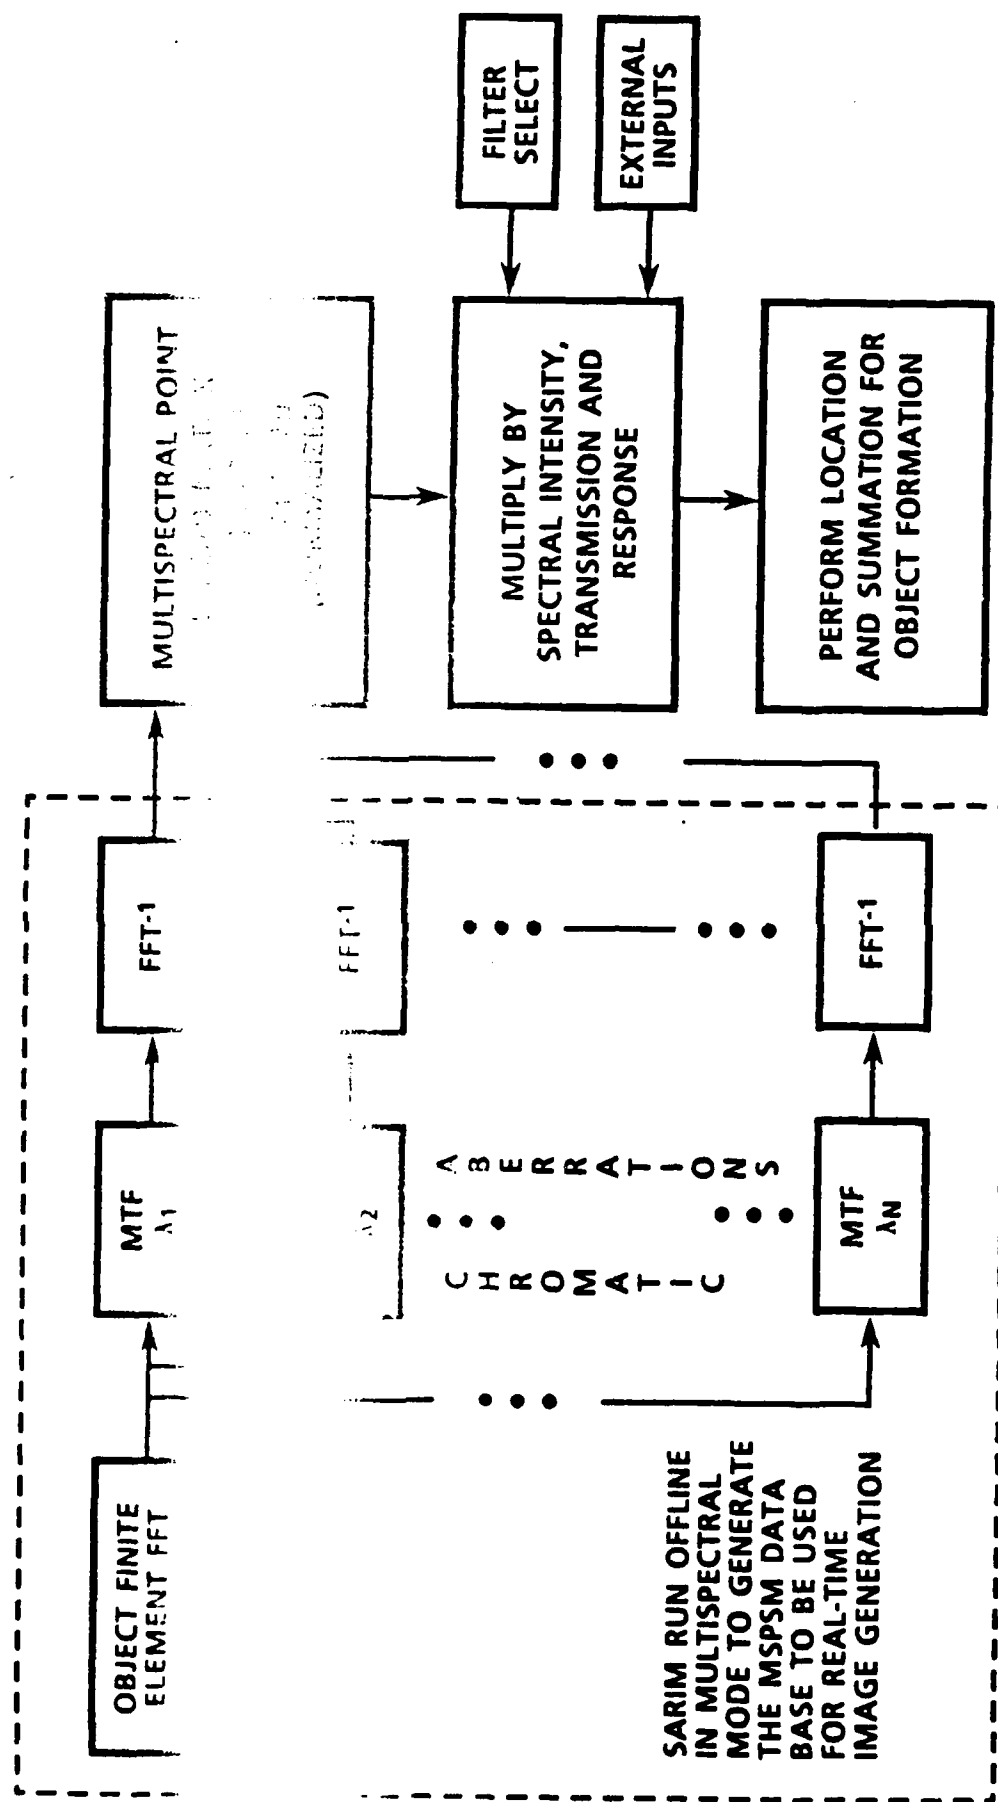 OBJECT FINITE
ELEMENT FFT
MTF
λ1
FFT-1
MULTISPECTRAL POINT
(NORMALIZED)
λ2
FFT-1
CHROMATIC
ABERRATIONS
MTF
λN
FFT-1
FILTER
SELECT
EXTERNAL
INPUTS
MULTIPLY BY
SPECTRAL INTENSITY,
TRANSMISSION AND
RESPONSE
PERFORM LOCATION
AND SUMMATION FOR
OBJECT FORMATION
SARIM RUN OFFLINE
IN MULTISPECTRAL
MODE TO GENERATE
THE MSPSM DATA
BASE TO BE USED
FOR REAL-TIME
IMAGE GENERATION